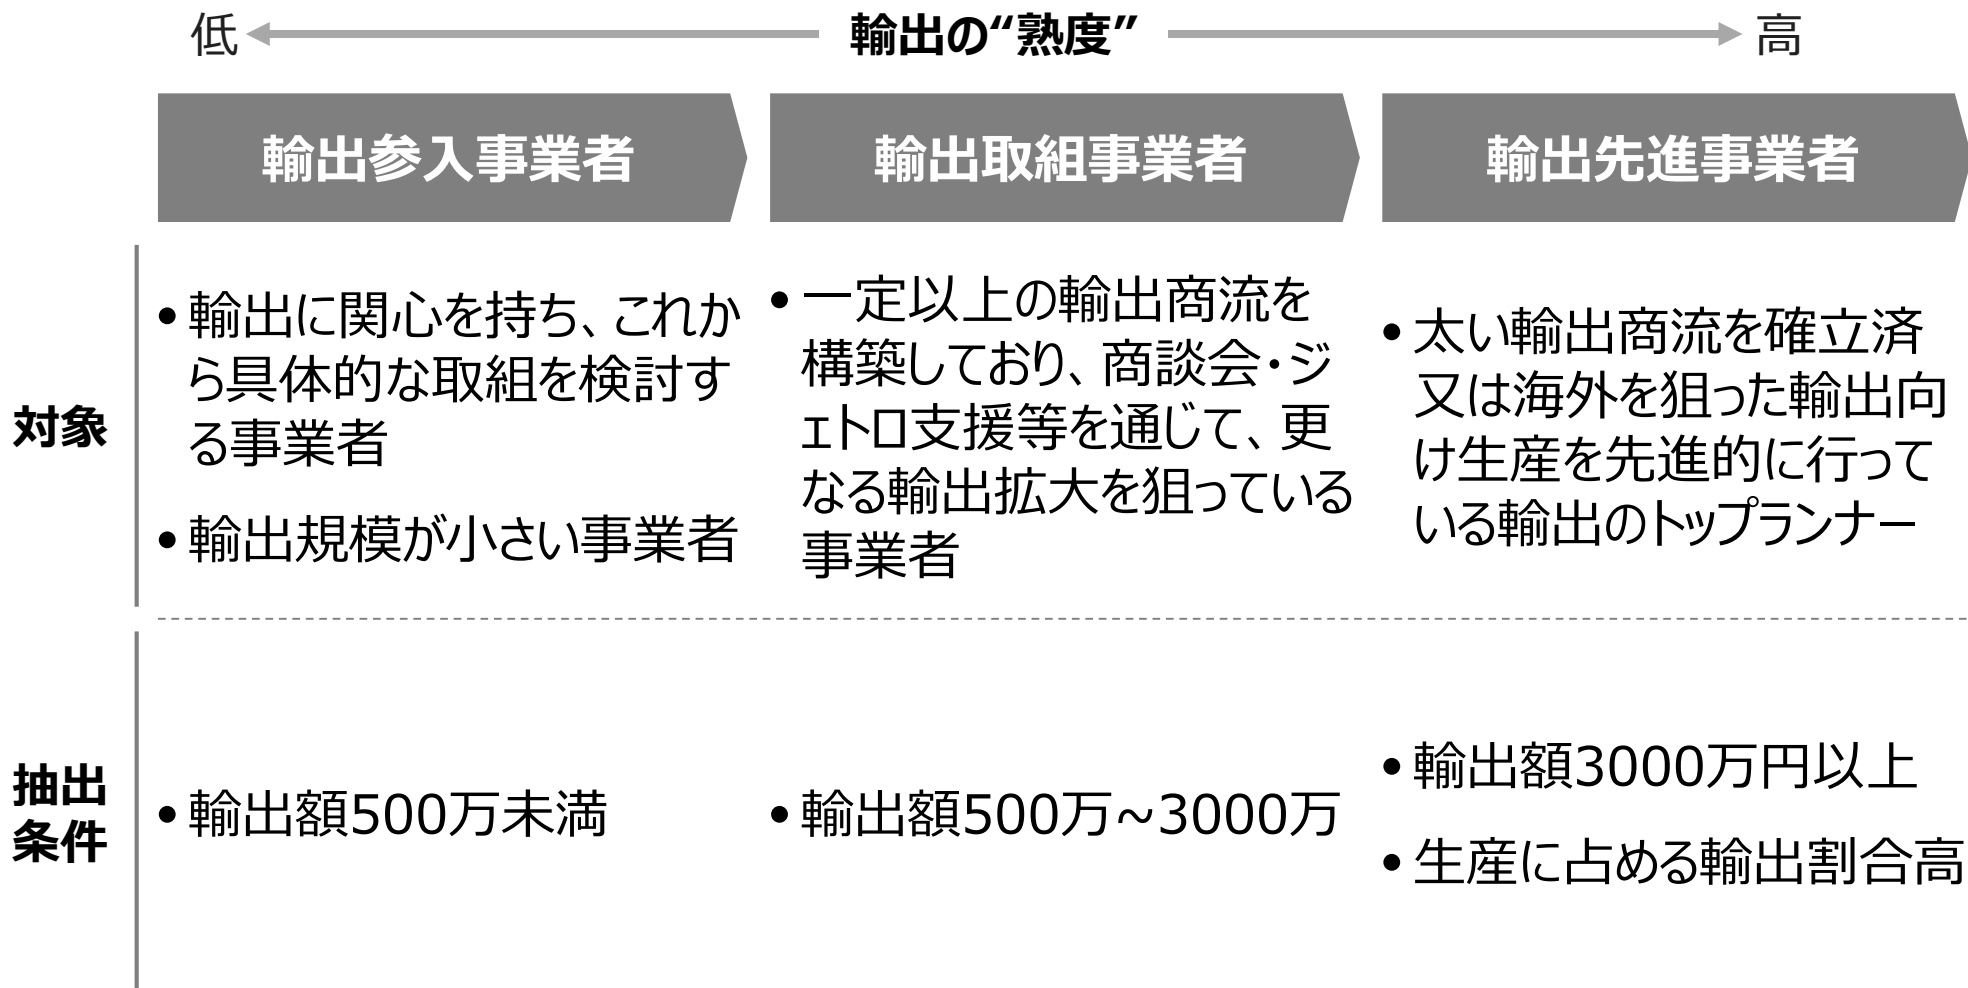 低 輸出の“熟度” 高
輸出参入事業者
輸出取組事業者
輸出先進事業者
対象
• 輸出に関心を持ち、これか
ら具体的な取組を検討す
る事業者
• 輸出規模が小さい事業者
• 一定以上の輸出商流を
構築しており、商談会・ジ
ェトロ支援等を通じて、更
なる輸出拡大を狙っている
事業者
• 太い輸出商流を確立済
又は海外を狙った輸出向
け生産を先進的に行って
いる輸出のトップランナー
抽出
条件
• 輸出額500万未満
• 輸出額500万~3000万
• 輸出額3000万円以上
• 生産に占める輸出割合高